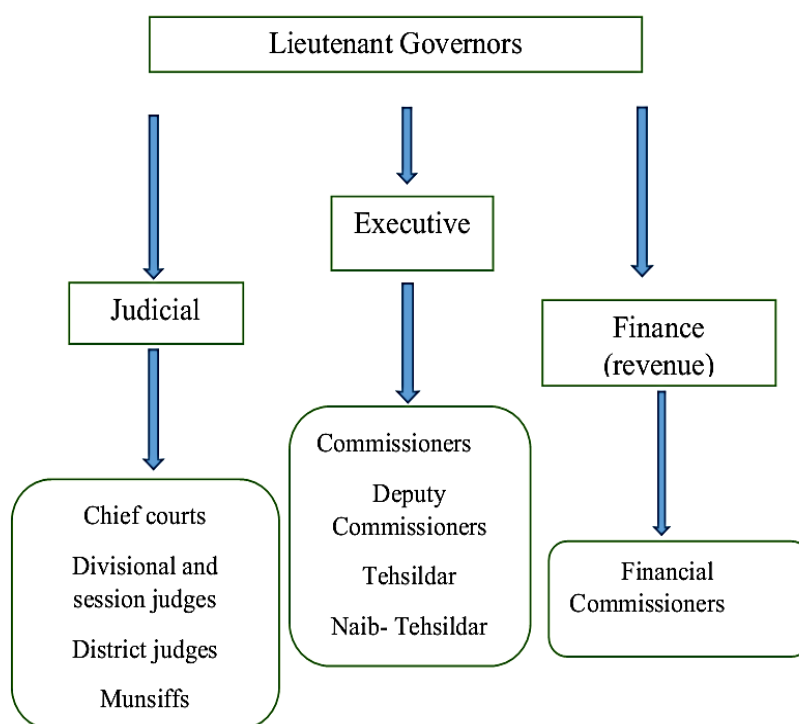 Lieutenant Governors
Executive
Judicial
Finance
(revenue)
Commissioners
Deputy
Commissioners
Tehsildar
Naib- Tehsildar
Chief courts
Divisional and
session judges
District judges
Munsiffs
Financial
Commissioners